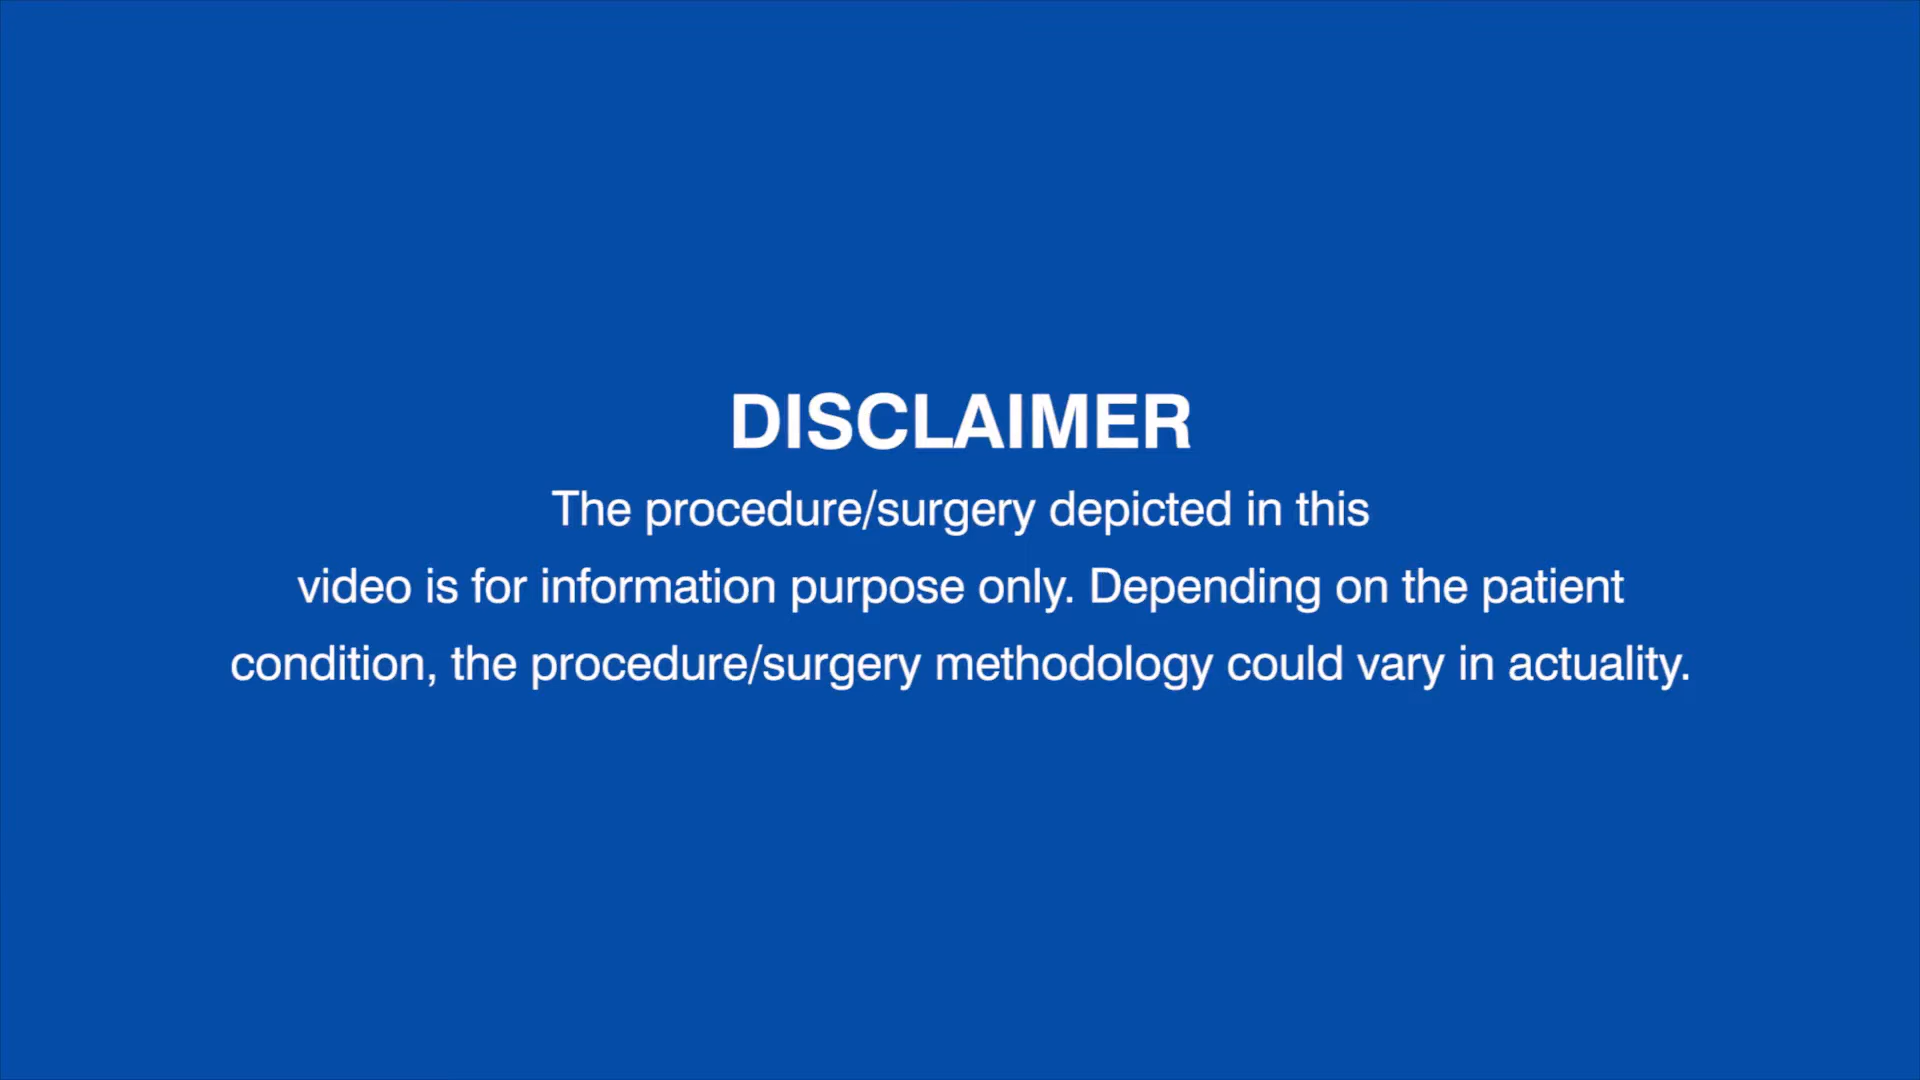 DISCLAIMER
The procedure/surgery depicted in this
video is for information purpose only. Depending on the patient
condition, the procedure/surgery methodology could vary in actuality.